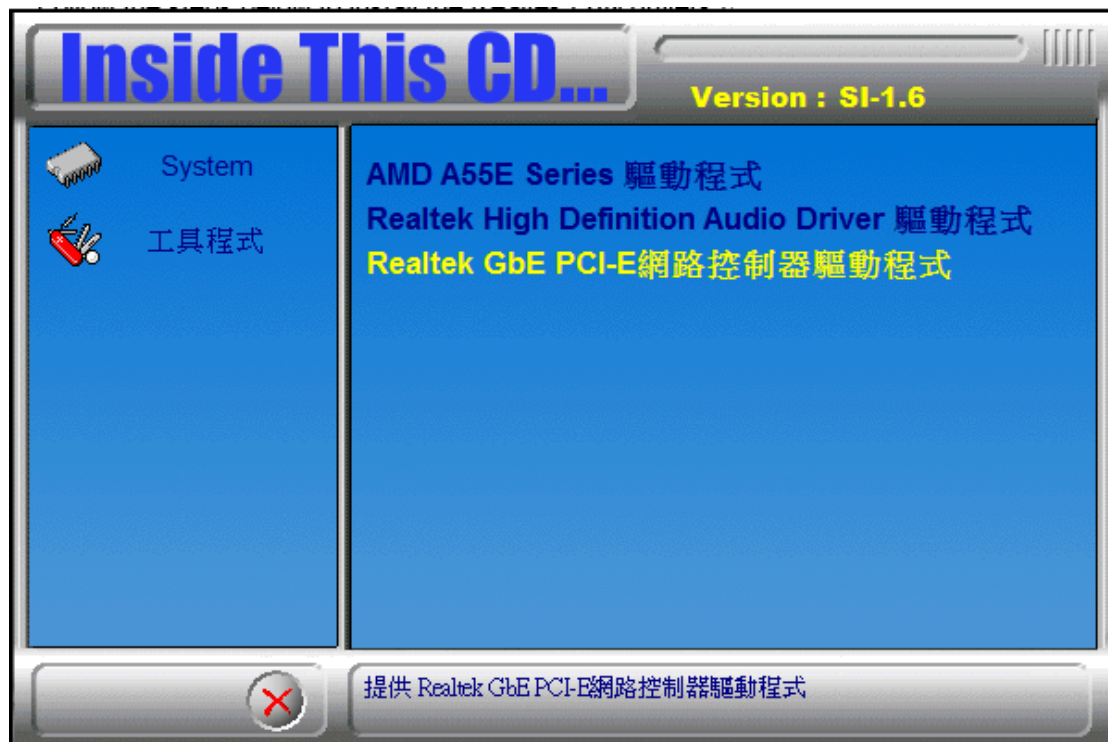 Inside This CD...
Version : SI-1.6
System
工具程式
AMD A55E Series 驅動程式
Realtek High Definition Audio Driver 驅動程式
Realtek GbE PCI-E網路控制器驅動程式
提供 Realtek GbE PCI-E網路控制器驅動程式